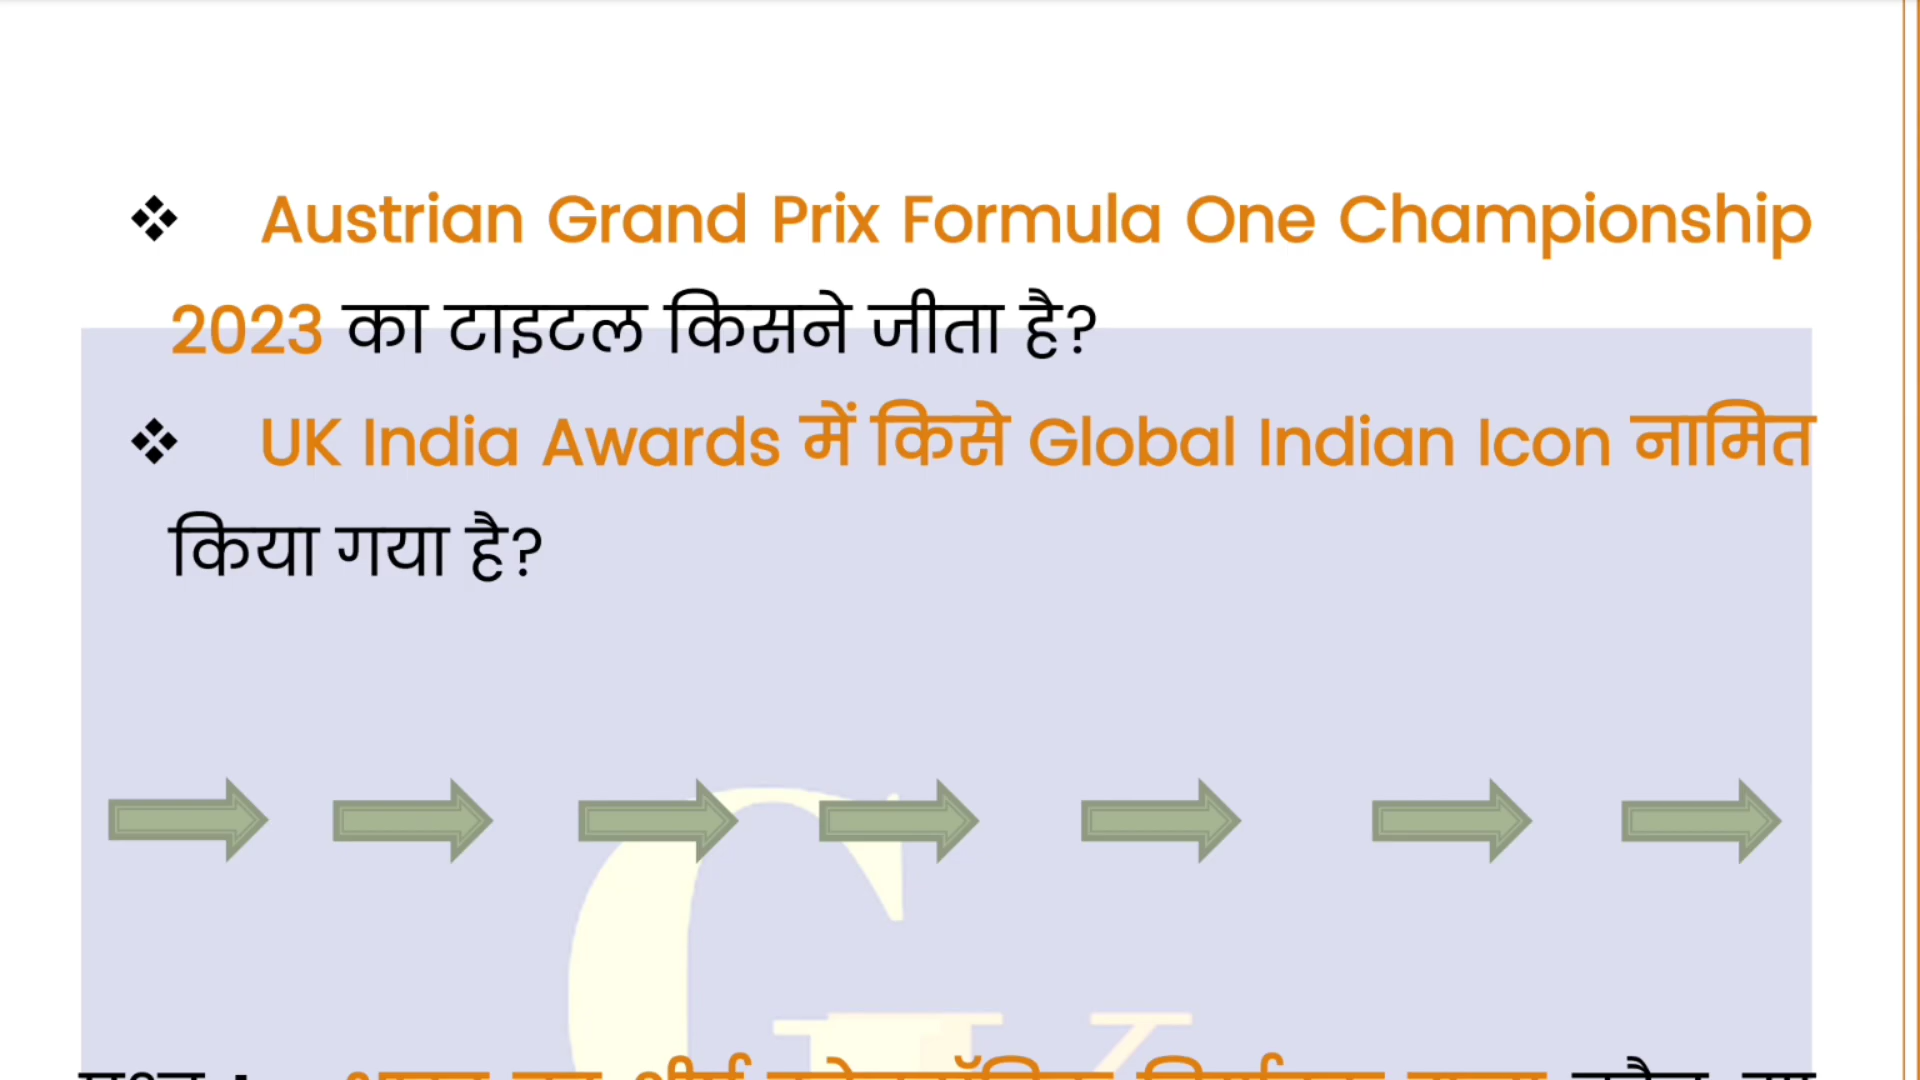 ❖ Austrian Grand Prix Formula One Championship
2023 का टाइटल किसने जीता है?
❖ UK India Awards में किसे Global Indian Icon नामित
किया गया है?
G